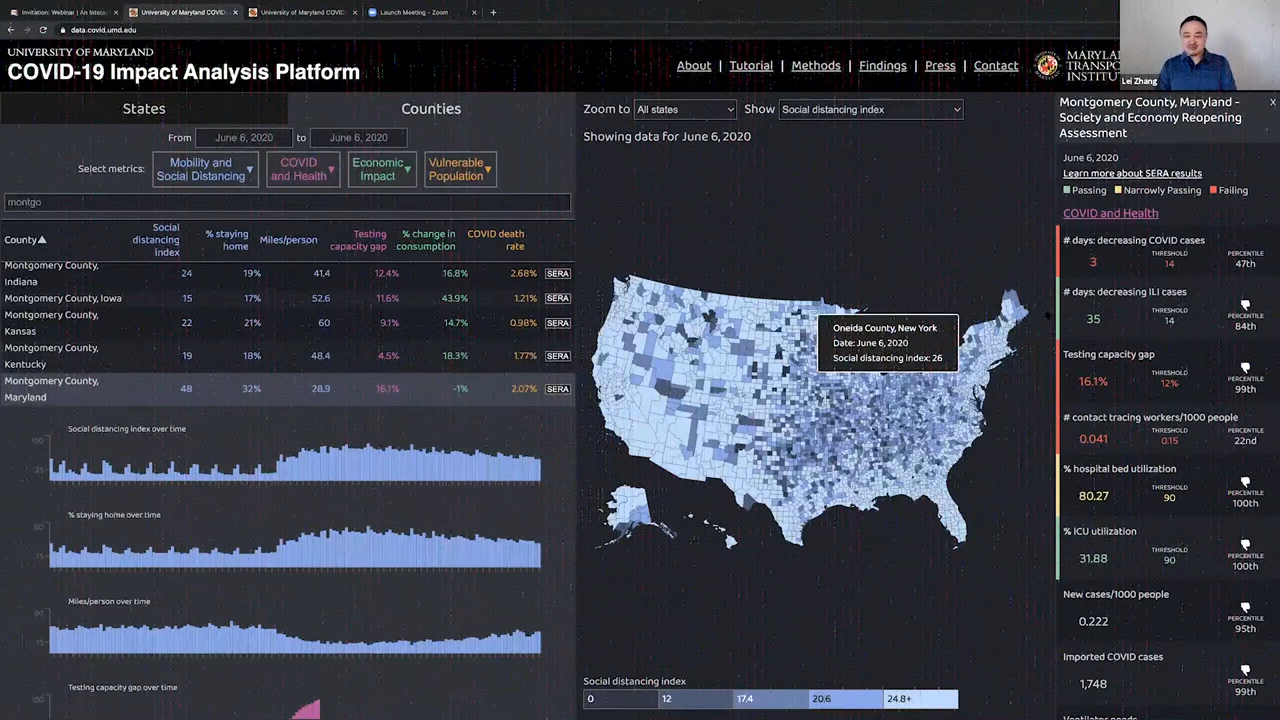 Invitation: Webinar | An Intera
University of Maryland COVID-
University of Maryland COVID-
Launch Meeting - Zoom
data.covid.umd.edu
UNIVERSITY OF MARYLAND
COVID-19 Impact Analysis Platform
About | Tutorial | Methods | Findings | Press | Contact
MARYL
TRANSPO
INSTIT
Lei Zhang
States
Counties
From June 6, 2020 to June 6, 2020
Select metrics:
Mobility and
Social Distancing
COVID
and Health
Economic
Impact
Vulnerable
Population
montgo
County
Social
distancing
index
% staying
home
Miles/person
Testing
capacity gap
% change in
consumption
COVID death
rate
Montgomery County,
Indiana
24 19% 41.4 12.4% 16.8% 2.68% SERA
Montgomery County, Iowa 15 17% 52.6 11.6% 43.9% 1.21% SERA
Montgomery County,
Kansas
22 21% 60 9.1% 14.7% 0.98% SERA
Montgomery County,
Kentucky
19 18% 48.4 4.5% 18.3% 1.77% SERA
Montgomery County,
Maryland
48 32% 28.9 16.1% -1% 2.07% SERA
Social distancing index over time
100
25
% staying home over time
15
Miles/person over time
15
Testing capacity gap over time
Zoom to All states Show Social distancing index
Showing data for June 6, 2020
Oneida County, New York
Date: June 6, 2020
Social distancing index: 26
Social distancing index
0 12 17.4 20.6 24.8+
Montgomery County, Maryland -
Society and Economy Reopening
Assessment
X
June 6, 2020
Learn more about SERA results
Passing Narrowly Passing Failing
COVID and Health
# days: decreasing COVID cases
3
THRESHOLD
14
PERCENTILE
47th
# days: decreasing ILI cases
35
THRESHOLD
14
PERCENTILE
84th
Testing capacity gap
16.1%
THRESHOLD
12%
PERCENTILE
99th
# contact tracing workers/1000 people
0.041
THRESHOLD
0.15
PERCENTILE
22nd
% hospital bed utilization
80.27
THRESHOLD
90
PERCENTILE
100th
% ICU utilization
31.88
THRESHOLD
90
PERCENTILE
100th
New cases/1000 people
0.222
PERCENTILE
95th
Imported COVID cases
1,748
PERCENTILE
99th